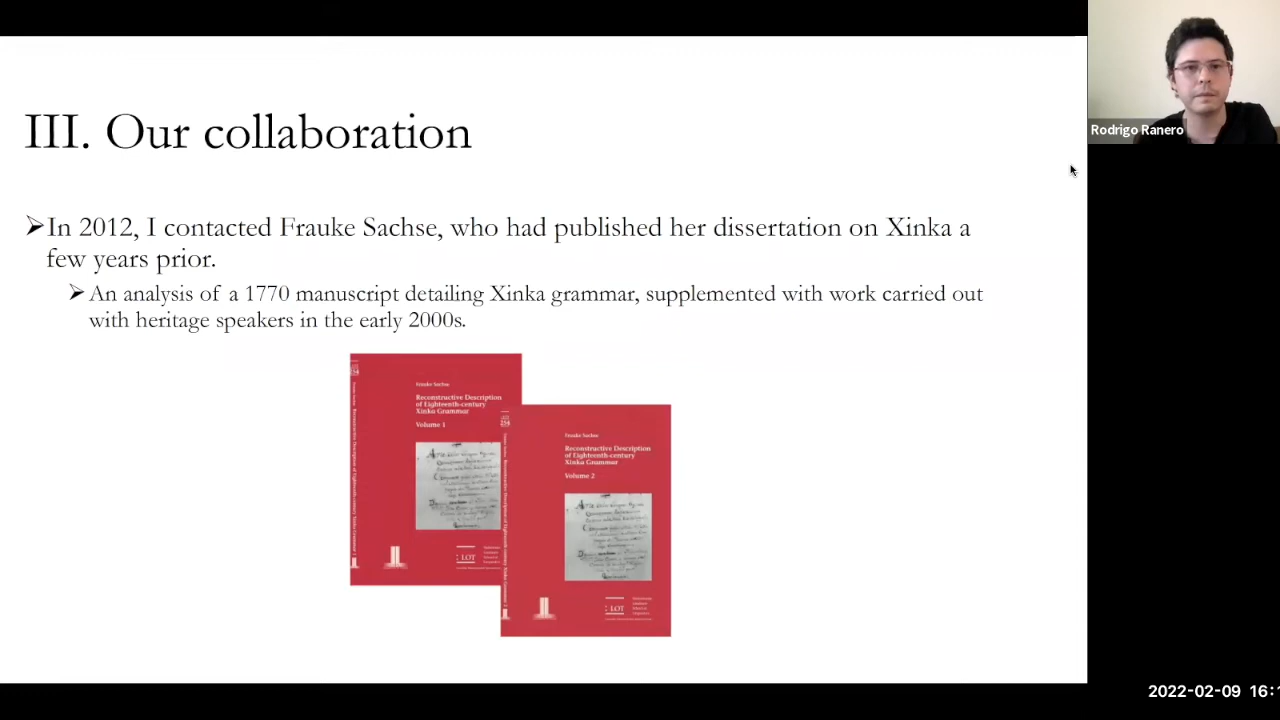 III. Our collaboration
➢In 2012, I contacted Frauke Sachse, who had published her dissertation on Xinka a
few years prior.
➢An analysis of a 1770 manuscript detailing Xinka grammar, supplemented with work carried out
with heritage speakers in the early 2000s.
Frauke Sachse
Reconstructive Description
of Eighteenth-century
Xinka Grammar
Volume 1
LOT
254
Frauke Sachse
Reconstructive Description
of Eighteenth-century
Xinka Grammar
Volume 2
LOT
Rodrigo Ranero
2022-02-09 16: